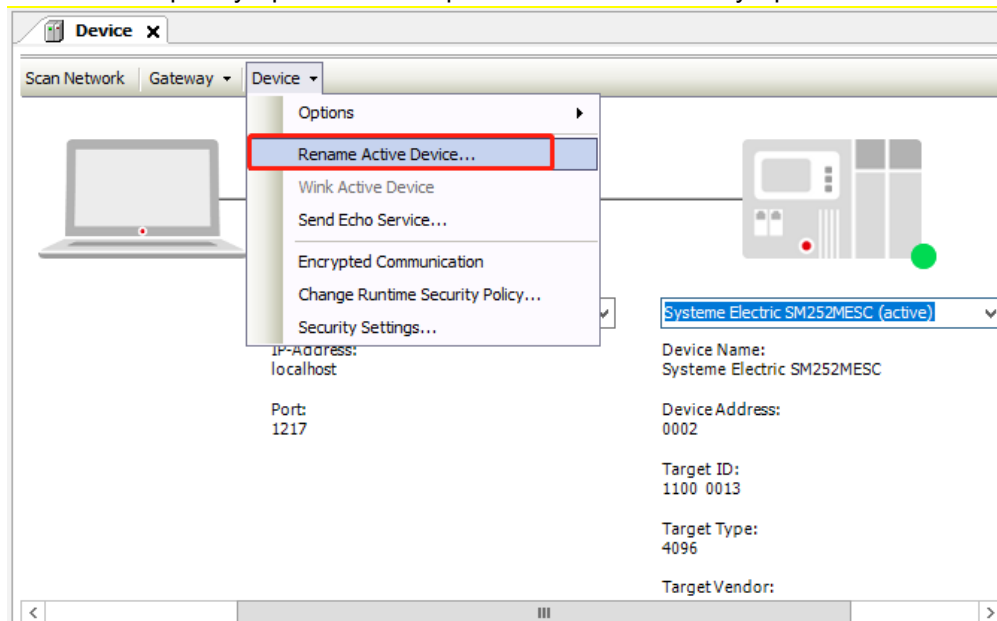 Device
Scan Network Gateway Device
Options
Rename Active Device...
Wink Active Device
Send Echo Service...
Encrypted Communication
Change Runtime Security Policy...
Security Settings...
Systeme Electric SM252MESC (active)
IP-Address:
localhost
Port:
1217
Device Name:
Systeme Electric SM252MESC
Device Address:
0002
Target ID:
1100 0013
Target Type:
4096
Target Vendor: